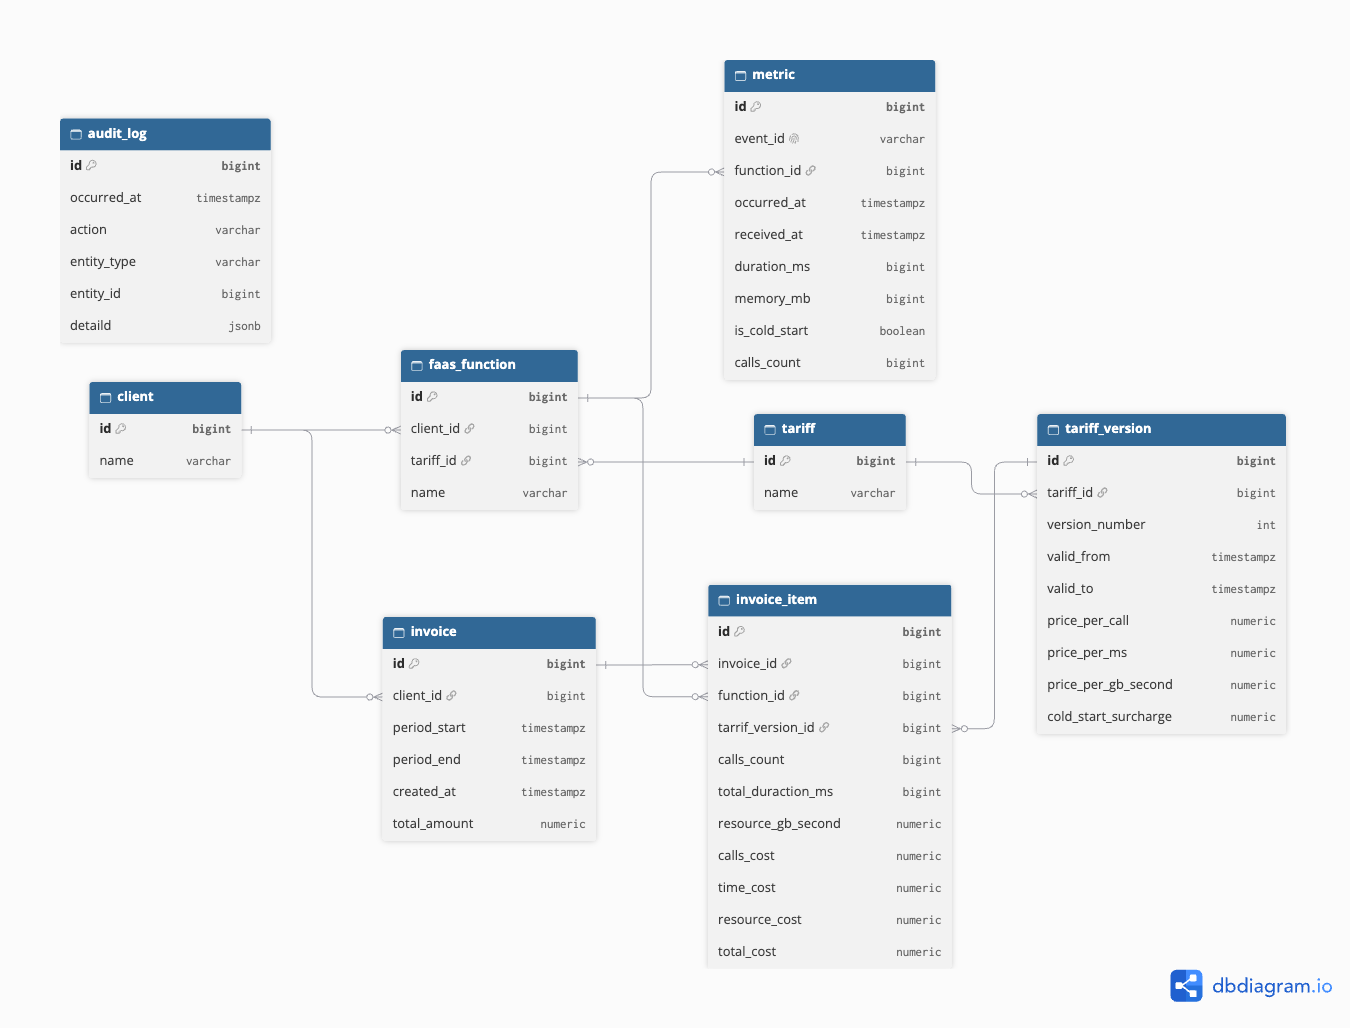 audit_log
id bigint
occurred_at timestampz
action varchar
entity_type varchar
entity_id bigint
detaild jsonb
client
id bigint
name varchar
faas_function
id bigint
client_id bigint
tariff_id bigint
name varchar
metric
id bigint
event_id varchar
function_id bigint
occurred_at timestampz
received_at timestampz
duration_ms bigint
memory_mb bigint
is_cold_start boolean
calls_count bigint
tariff
id bigint
name varchar
tariff_version
id bigint
tariff_id bigint
version_number int
valid_from timestampz
valid_to timestampz
price_per_call numeric
price_per_ms numeric
price_per_gb_second numeric
cold_start_surcharge numeric
invoice
id bigint
client_id bigint
period_start timestampz
period_end timestampz
created_at timestampz
total_amount numeric
invoice_item
id bigint
invoice_id bigint
function_id bigint
tarrif_version_id bigint
calls_count bigint
total_duraction_ms bigint
resource_gb_second numeric
calls_cost numeric
time_cost numeric
resource_cost numeric
total_cost numeric
dbdiagram.io